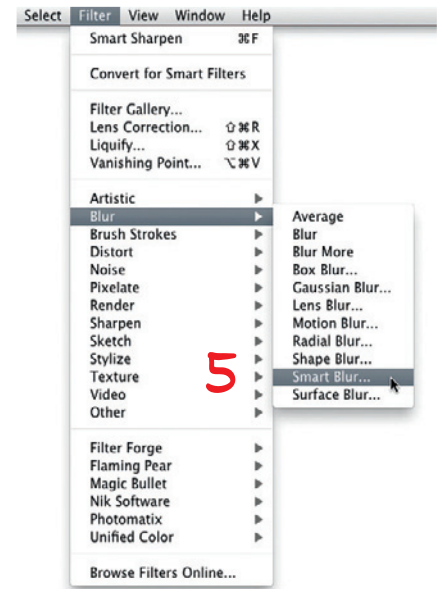 Select Filter View Window Help
Smart Sharpen ⌘F
Convert for Smart Filters
Filter Gallery...
Lens Correction... ⇧⌘R
Liquify... ⇧⌘X
Vanishing Point... ⌥⌘V
Artistic
Blur
Brush Strokes
Distort
Noise
Pixelate
Render
Sharpen
Sketch
Stylize
Texture
Video
Other
5
Average
Blur
Blur More
Box Blur...
Gaussian Blur...
Lens Blur...
Motion Blur...
Radial Blur...
Shape Blur...
Smart Blur...
Surface Blur...
Filter Forge
Flaming Pear
Magic Bullet
Nik Software
Photomatix
Unified Color
Browse Filters Online...